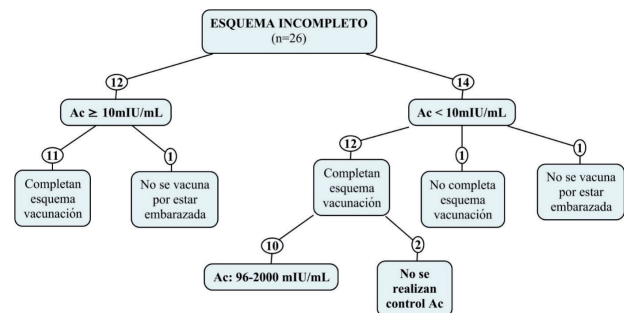 ESQUEMA INCOMPLETO
(n=26)
12
14
Ac ≥ 10mIU/mL
Ac < 10mIU/mL
11
1
12
1
1
Completan
esquema
vacunación
No se vacuna
por estar
embarazada
Completan
esquema
vacunación
No completa
esquema
vacunación
No se
vacuna por
estar
embarazada
10
2
Ac: 96-2000 mIU/mL
No se
realizan
control Ac